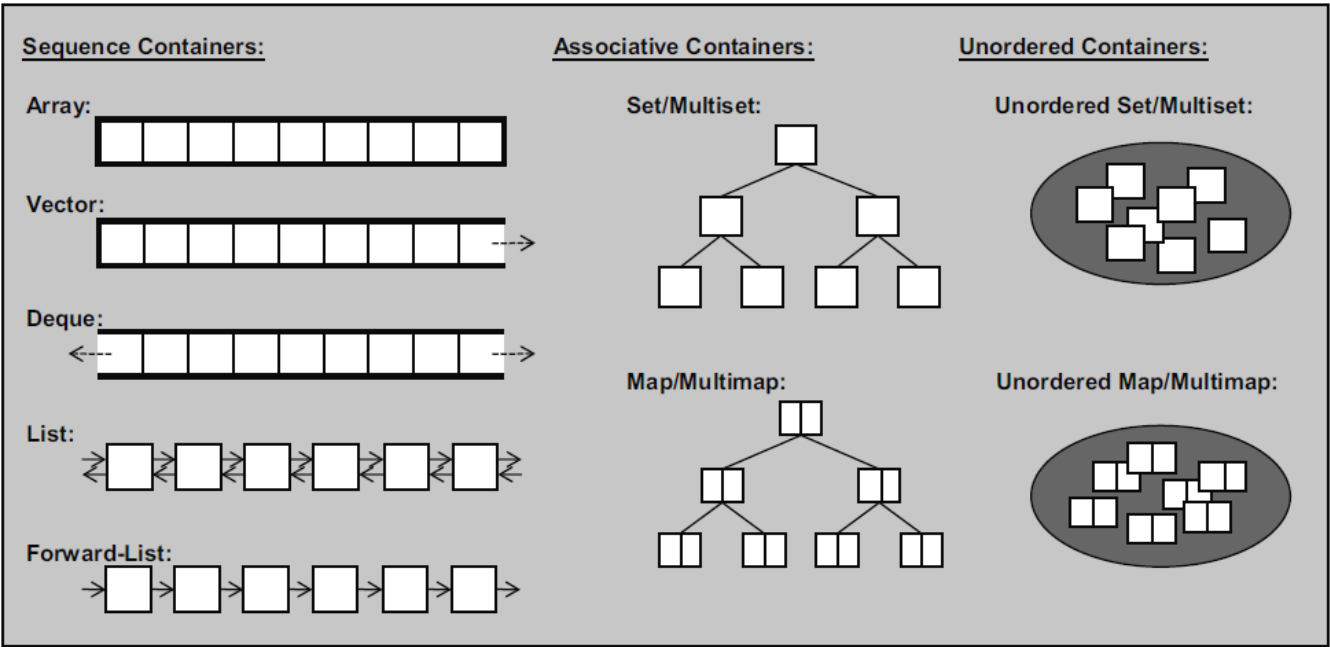 Sequence Containers:
Array:
Vector:
Deque:
List:
Forward-List:
Associative Containers:
Set/Multiset:
Map/Multimap:
Unordered Containers:
Unordered Set/Multiset:
Unordered Map/Multimap: